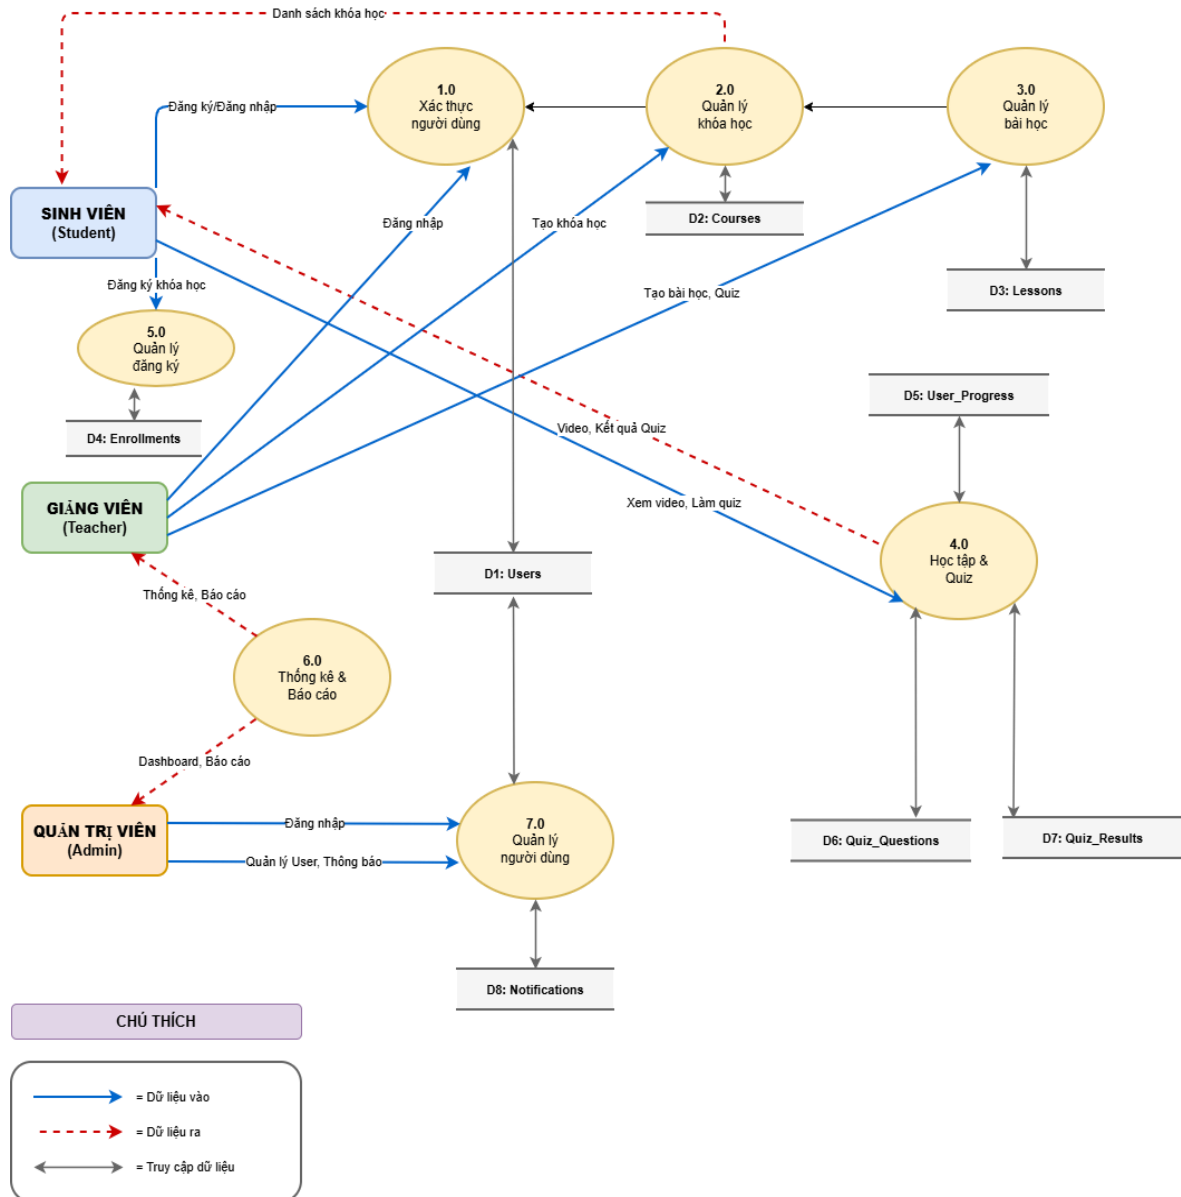 Danh sách khóa học
1.0
Xác thực
người dùng
2.0
Quản lý
khóa học
3.0
Quản lý
bài học
Đăng ký/Đăng nhập
SINH VIÊN
(Student)
Đăng nhập
Tạo khóa học
D2: Courses
D3: Lessons
Đăng ký khóa học
Tạo bài học, Quiz
5.0
Quản lý
đăng ký
D4: Enrollments
D5: User_Progress
Video, Kết quả Quiz
Xem video, Làm quiz
GIẢNG VIÊN
(Teacher)
4.0
Học tập &
Quiz
D1: Users
Thống kê, Báo cáo
6.0
Thống kê &
Báo cáo
Dashboard, Báo cáo
QUẢN TRỊ VIÊN
(Admin)
Đăng nhập
Quản lý User, Thông báo
7.0
Quản lý
người dùng
D6: Quiz_Questions
D7: Quiz_Results
D8: Notifications
CHÚ THÍCH
= Dữ liệu vào
= Dữ liệu ra
= Truy cập dữ liệu